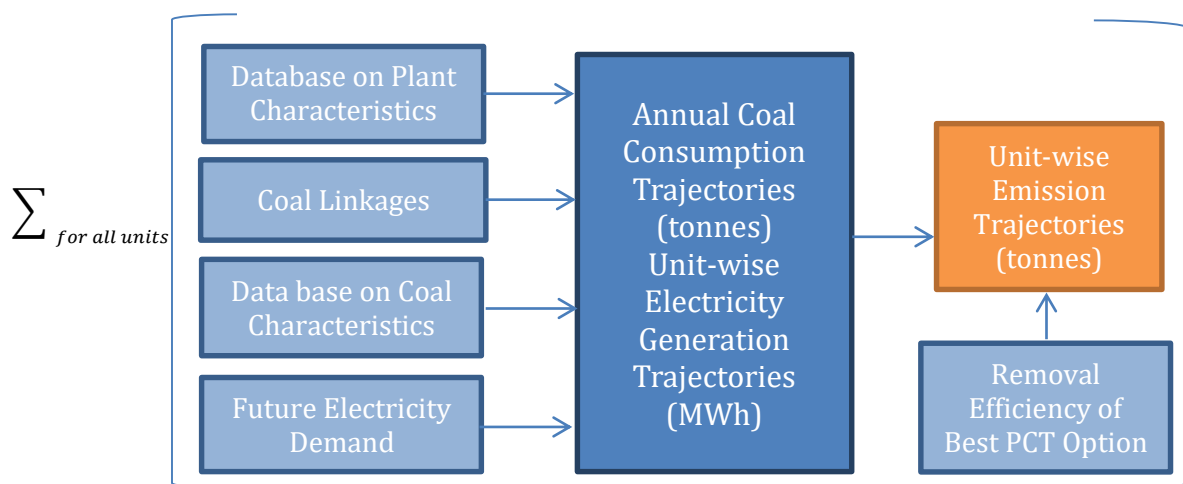 ∑ for all units
Database on Plant
Characteristics
Coal Linkages
Data base on Coal
Characteristics
Future Electricity
Demand
Annual Coal
Consumption
Trajectories
(tonnes)
Unit-wise
Electricity
Generation
Trajectories
(MWh)
Unit-wise
Emission
Trajectories
(tonnes)
Removal
Efficiency of
Best PCT Option